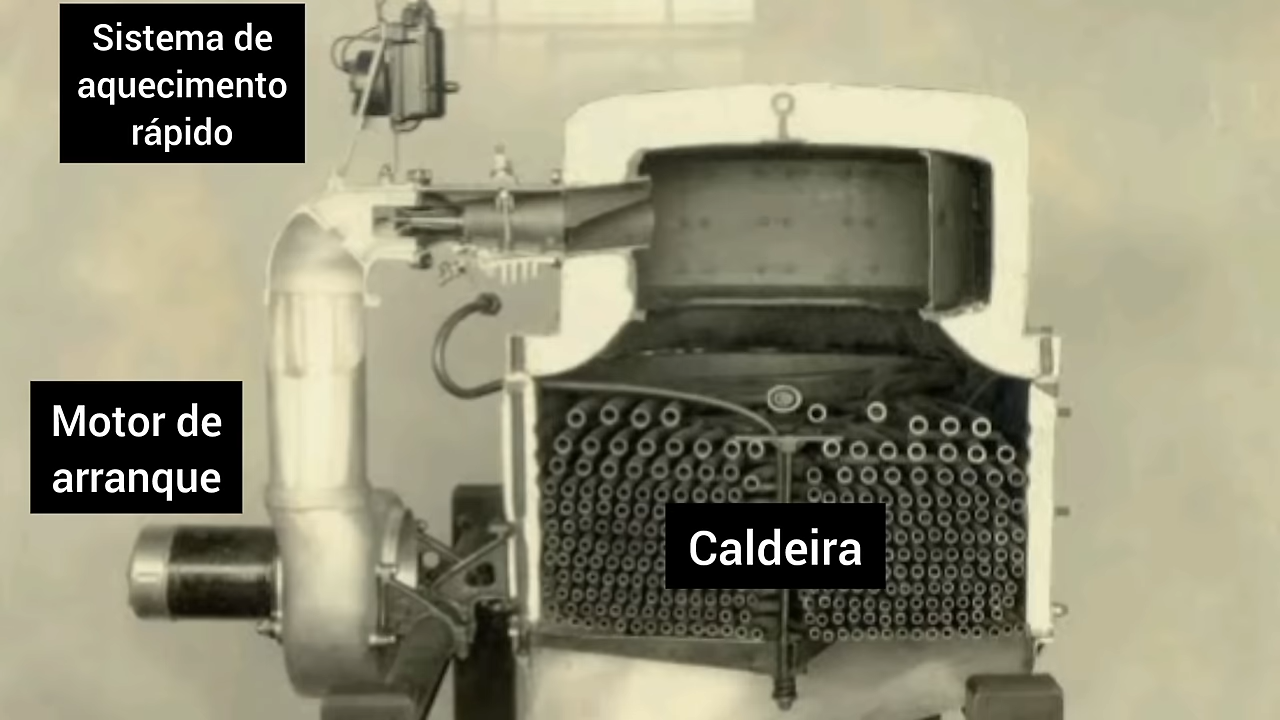 Sistema de
aquecimento
rápido
Motor de
arranque
Caldeira